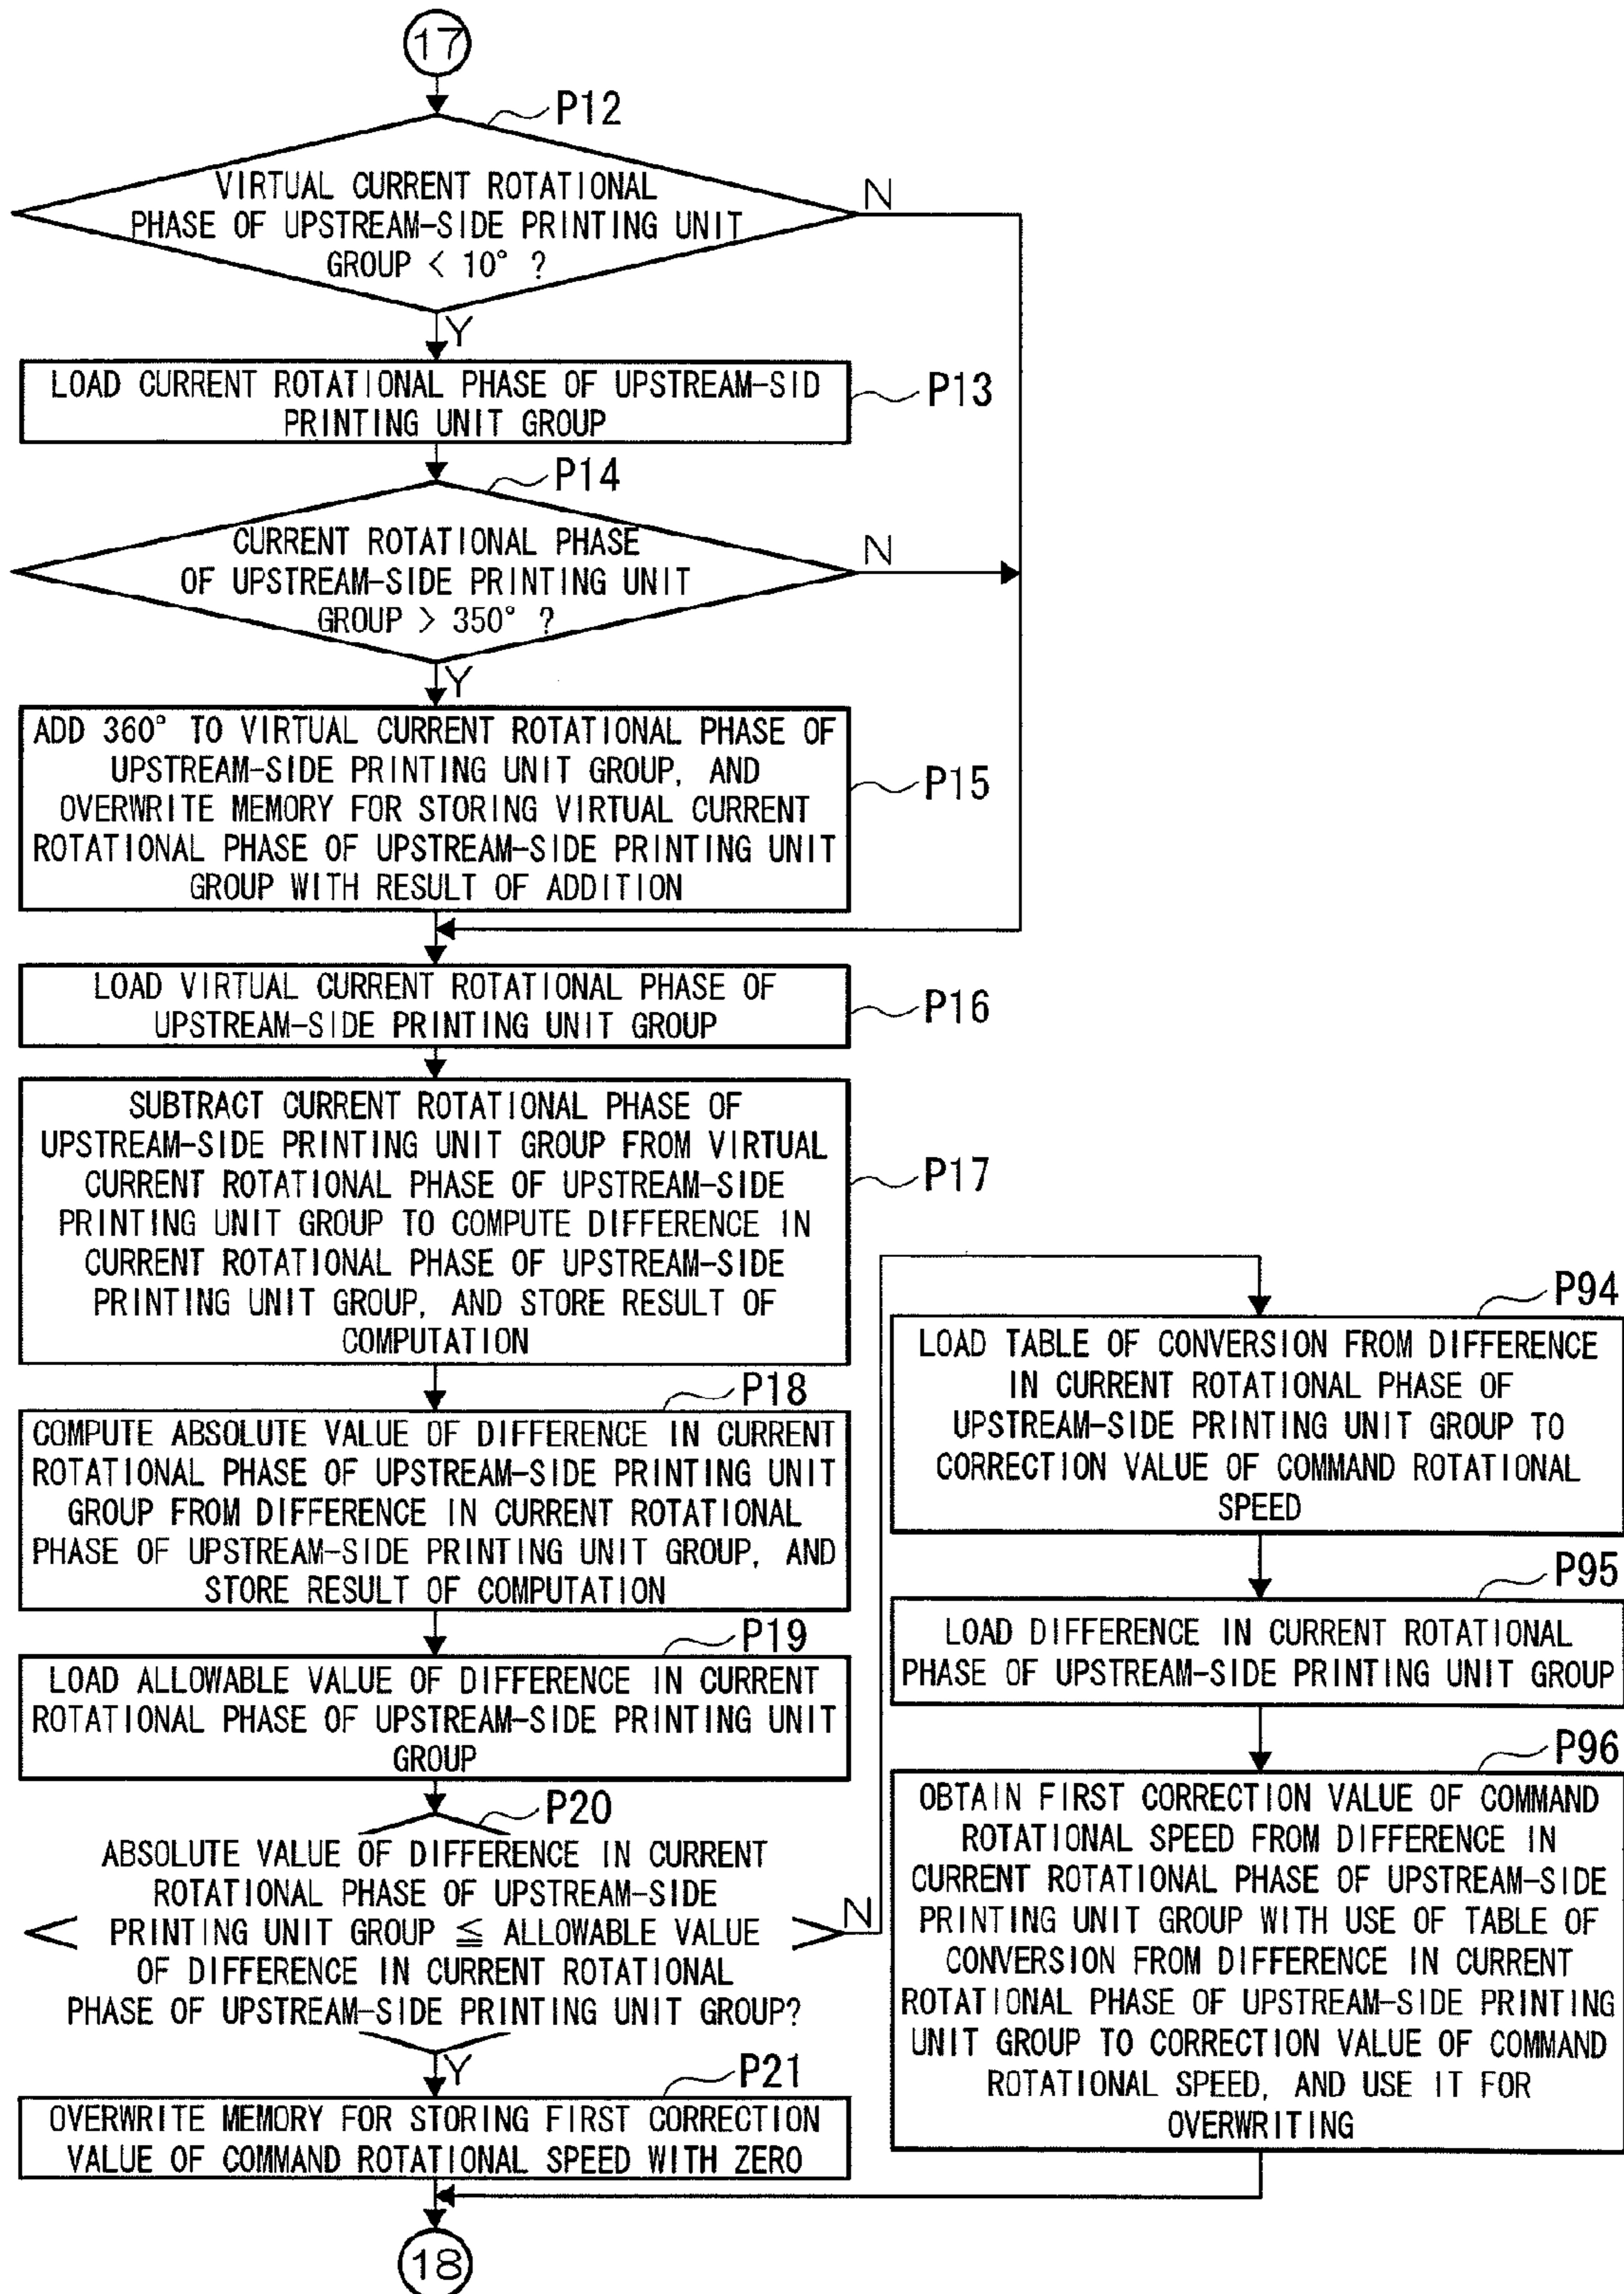 17
P12
VIRTUAL CURRENT ROTATIONAL
PHASE OF UPSTREAM-SIDE PRINTING UNIT
GROUP < 10° ?
N
Y
LOAD CURRENT ROTATIONAL PHASE OF UPSTREAM-SID
PRINTING UNIT GROUP
P13
P14
CURRENT ROTATIONAL PHASE
OF UPSTREAM-SIDE PRINTING UNIT
GROUP > 350° ?
N
Y
ADD 360° TO VIRTUAL CURRENT ROTATIONAL PHASE OF
UPSTREAM-SIDE PRINTING UNIT GROUP, AND
OVERWRITE MEMORY FOR STORING VIRTUAL CURRENT
ROTATIONAL PHASE OF UPSTREAM-SIDE PRINTING UNIT
GROUP WITH RESULT OF ADDITION
P15
LOAD VIRTUAL CURRENT ROTATIONAL PHASE OF
UPSTREAM-SIDE PRINTING UNIT GROUP
P16
SUBTRACT CURRENT ROTATIONAL PHASE OF
UPSTREAM-SIDE PRINTING UNIT GROUP FROM VIRTUAL
CURRENT ROTATIONAL PHASE OF UPSTREAM-SIDE
PRINTING UNIT GROUP TO COMPUTE DIFFERENCE IN
CURRENT ROTATIONAL PHASE OF UPSTREAM-SIDE
PRINTING UNIT GROUP, AND STORE RESULT OF
COMPUTATION
P17
P18
COMPUTE ABSOLUTE VALUE OF DIFFERENCE IN CURRENT
ROTATIONAL PHASE OF UPSTREAM-SIDE PRINTING UNIT
GROUP FROM DIFFERENCE IN CURRENT ROTATIONAL
PHASE OF UPSTREAM-SIDE PRINTING UNIT GROUP, AND
STORE RESULT OF COMPUTATION
P19
LOAD ALLOWABLE VALUE OF DIFFERENCE IN CURRENT
ROTATIONAL PHASE OF UPSTREAM-SIDE PRINTING UNIT
GROUP
P20
ABSOLUTE VALUE OF DIFFERENCE IN CURRENT
ROTATIONAL PHASE OF UPSTREAM-SIDE
PRINTING UNIT GROUP ≦ ALLOWABLE VALUE
OF DIFFERENCE IN CURRENT ROTATIONAL
PHASE OF UPSTREAM-SIDE PRINTING UNIT GROUP?
N
Y
P21
OVERWRITE MEMORY FOR STORING FIRST CORRECTION
VALUE OF COMMAND ROTATIONAL SPEED WITH ZERO
P94
LOAD TABLE OF CONVERSION FROM DIFFERENCE
IN CURRENT ROTATIONAL PHASE OF
UPSTREAM-SIDE PRINTING UNIT GROUP TO
CORRECTION VALUE OF COMMAND ROTATIONAL
SPEED
P95
LOAD DIFFERENCE IN CURRENT ROTATIONAL
PHASE OF UPSTREAM-SIDE PRINTING UNIT GROUP
P96
OBTAIN FIRST CORRECTION VALUE OF COMMAND
ROTATIONAL SPEED FROM DIFFERENCE IN
CURRENT ROTATIONAL PHASE OF UPSTREAM-SIDE
PRINTING UNIT GROUP WITH USE OF TABLE OF
CONVERSION FROM DIFFERENCE IN CURRENT
ROTATIONAL PHASE OF UPSTREAM-SIDE PRINTING
UNIT GROUP TO CORRECTION VALUE OF COMMAND
ROTATIONAL SPEED, AND USE IT FOR
OVERWRITING
18